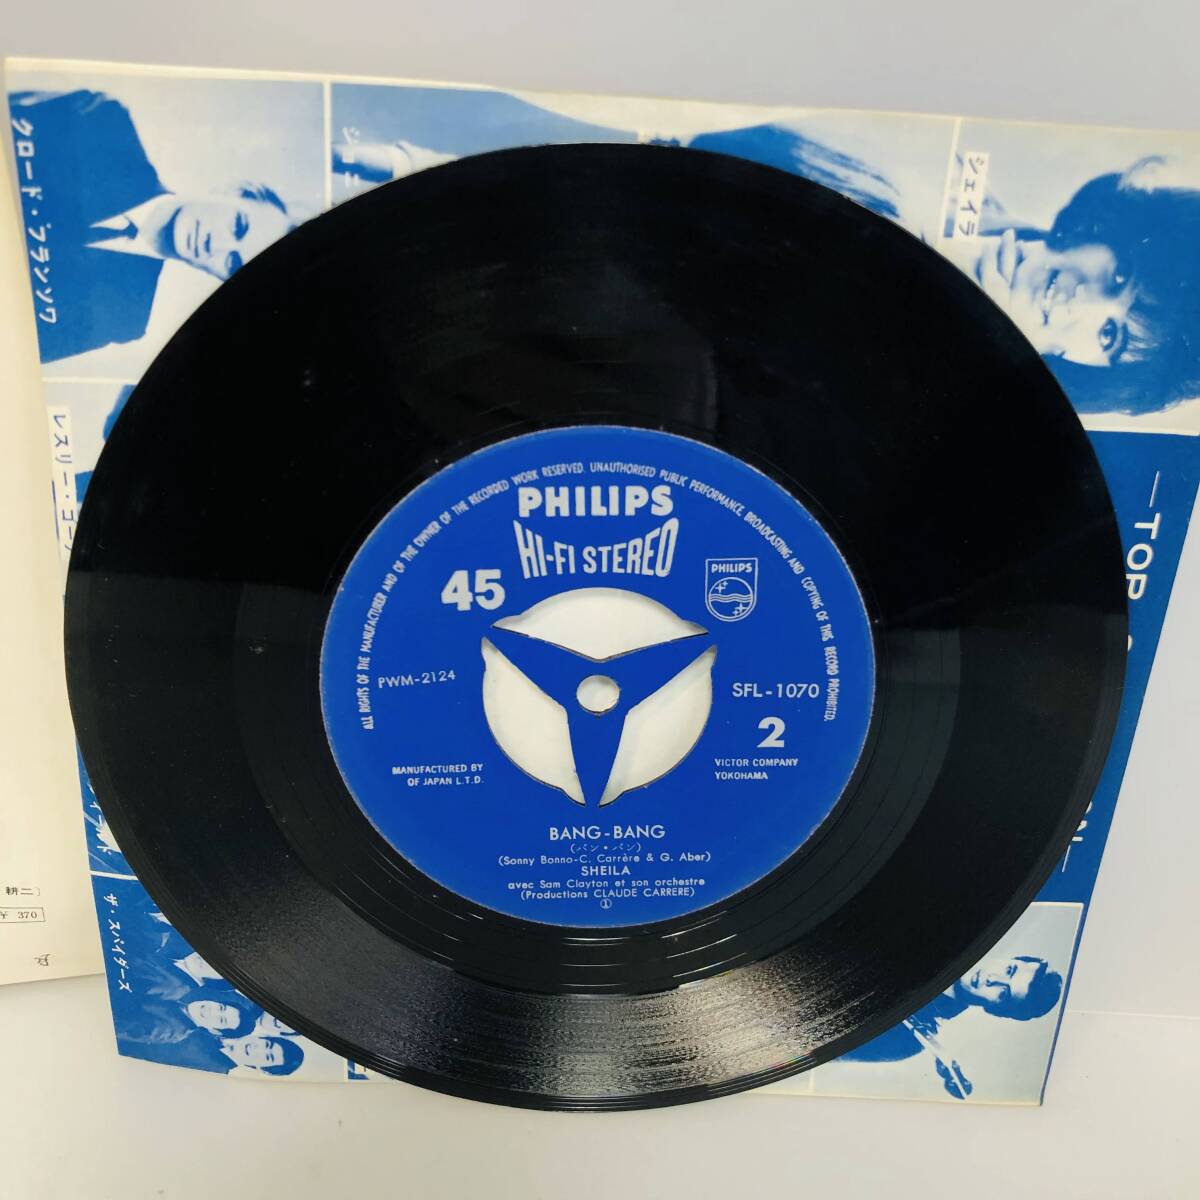 ALL RIGHTS OF THE MANUFACTURER AND OF THE OWNER OF THE RECORDED WORK RESERVED. UNAUTHORISED PUBLIC PERFORMANCE BROADCASTING AND COPYING OF THIS RECORD PROHIBITED.
PHILIPS
HI-FI STEREO
45
PHILIPS
PWM-2124
SFL-1070
2
MANUFACTURED BY
OF JAPAN L.T.D.
VICTOR COMPANY
YOKOHAMA
BANG-BANG
(バン・バン)
(Sonny Bonno-C. Carrère & G. Aber)
SHEILA
avec Sam Clayton et son orchestre
(Productions CLAUDE CARRERE)
①
クロード・フランソワ
シェイラ
レスリー・ゴー
ザ・スパイダース
—TOP
耕二〕
¥ 370